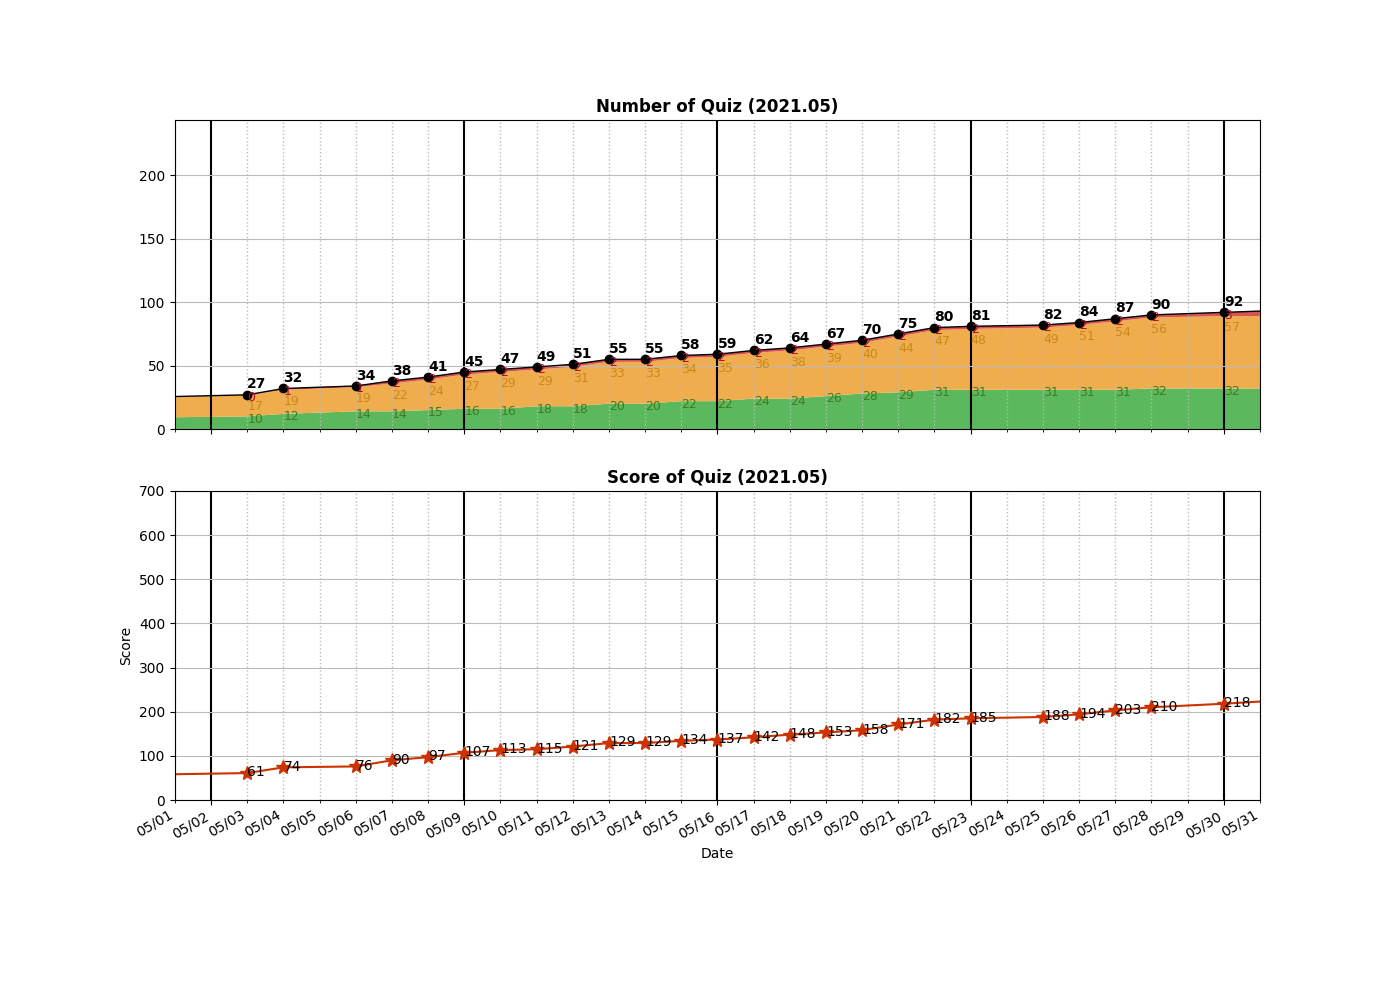 Number of Quiz (2021.05)
200
150
100
50
0
27 32 34 38 41 45 47 49 51 55 55 58 59 62 64 67 70 75 80 81 82 84 87 90 92
17 19 19 22 24 27 29 29 31 33 33 34 35 36 38 39 40 44 47 48 49 51 54 56 57
10 12 14 14 15 16 16 18 18 20 20 22 22 24 24 26 28 29 31 31 31 31 31 32 32
Score of Quiz (2021.05)
700
600
500
400
300
200
100
0
Score
61 74 76 90 97 107 113 115 121 129 129 134 137 142 148 153 158 171 182 185 188 194 203 210 218
05/01 05/02 05/03 05/04 05/05 05/06 05/07 05/08 05/09 05/10 05/11 05/12 05/13 05/14 05/15 05/16 05/17 05/18 05/19 05/20 05/21 05/22 05/23 05/24 05/25 05/26 05/27 05/28 05/29 05/30 05/31
Date